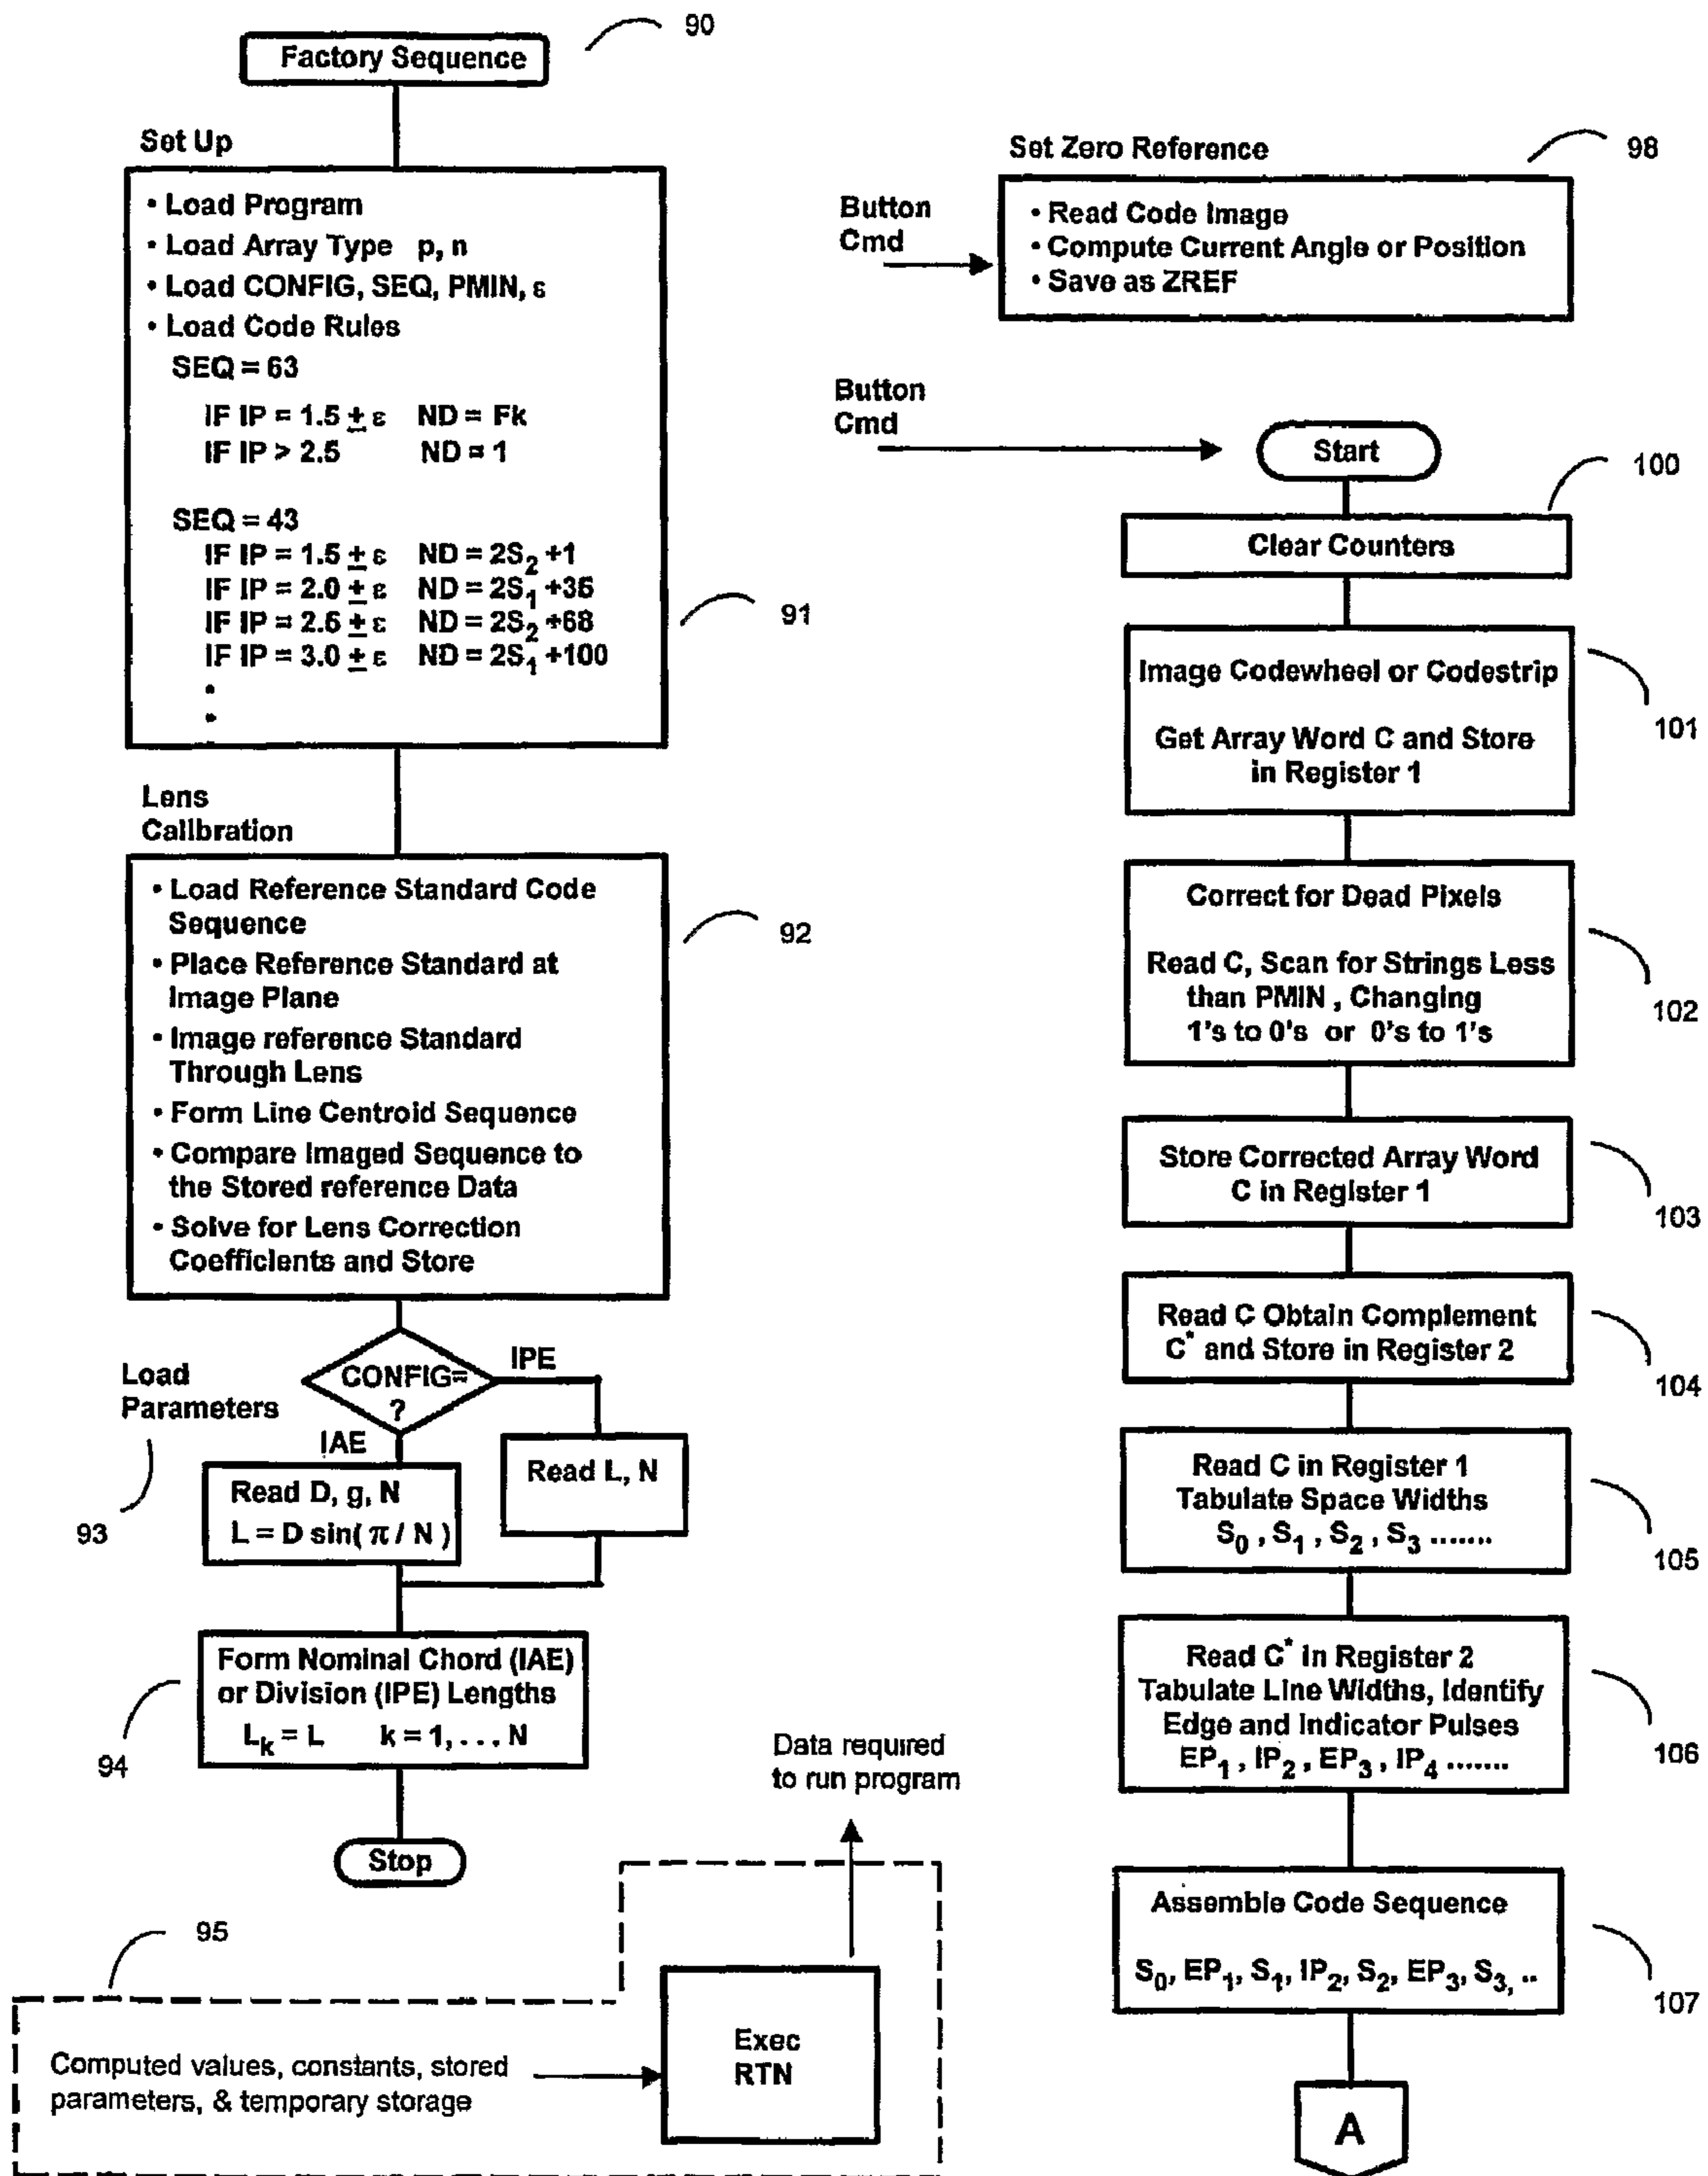 90
Factory Sequence
Set Up
• Load Program
• Load Array Type p, n
• Load CONFIG, SEQ, PMIN, ε
• Load Code Rules
SEQ = 63
IF IP = 1.5 ± ε ND = Fk
IF IP > 2.5 ND = 1
SEQ = 43
IF IP = 1.5 ± ε ND = 2S₂ +1
IF IP = 2.0 ± ε ND = 2S₁ +36
IF IP = 2.5 ± ε ND = 2S₂ +68
IF IP = 3.0 ± ε ND = 2S₁ +100
•
•
91
Lens
Calibration
• Load Reference Standard Code
Sequence
• Place Reference Standard at
Image Plane
• Image reference Standard
Through Lens
• Form Line Centroid Sequence
• Compare Imaged Sequence to
the Stored reference Data
• Solve for Lens Correction
Coefficients and Store
92
Load
Parameters
93
CONFIG=
?
IPE
IAE
Read D, g, N
L = D sin( π / N )
Read L, N
Form Nominal Chord (IAE)
or Division (IPE) Lengths
Lₖ = L k = 1, . . . N
94
Stop
95
Computed values, constants, stored
parameters, & temporary storage
Exec
RTN
Data required
to run program
Set Zero Reference
98
Button
Cmd
• Read Code Image
• Compute Current Angle or Position
• Save as ZREF
Button
Cmd
Start
100
Clear Counters
Image Codewheel or Codestrip
Get Array Word C and Store
in Register 1
101
Correct for Dead Pixels
Read C, Scan for Strings Less
than PMIN , Changing
1's to 0's or 0's to 1's
102
Store Corrected Array Word
C in Register 1
103
Read C Obtain Complement
C* and Store in Register 2
104
Read C in Register 1
Tabulate Space Widths
S₀ , S₁ , S₂ , S₃ .......
105
Read C* in Register 2
Tabulate Line Widths, Identify
Edge and Indicator Pulses
EP₁ , IP₂ , EP₃ , IP₄ .......
106
Assemble Code Sequence
S₀, EP₁, S₁, IP₂, S₂, EP₃, S₃, ..
107
A